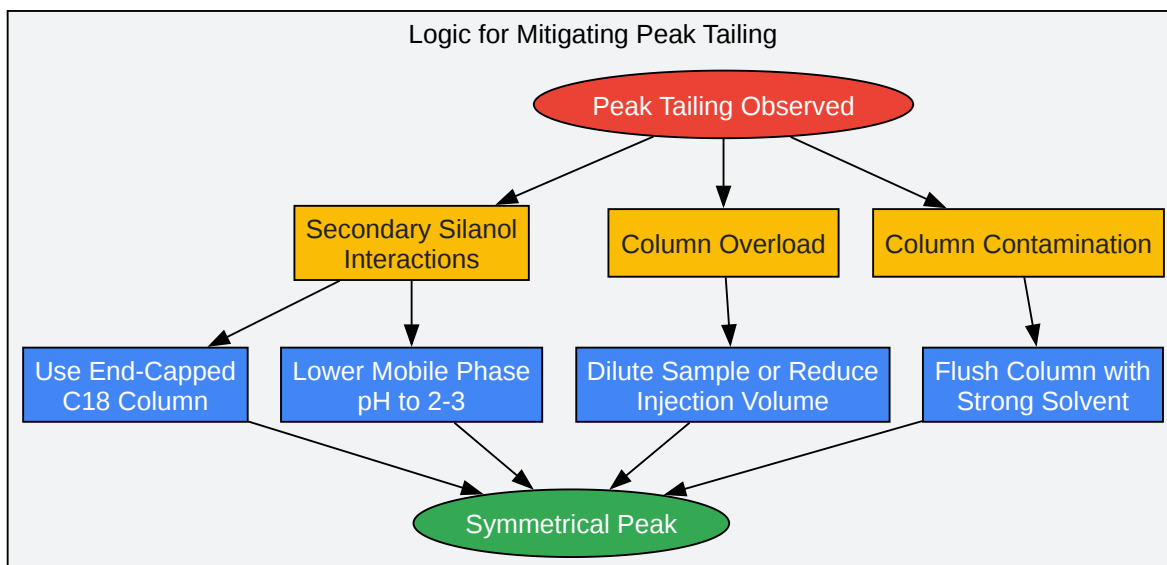 Logic for Mitigating Peak Tailing
Peak Tailing Observed
Secondary Silanol
Interactions
Column Overload
Column Contamination
Use End-Capped
C18 Column
Lower Mobile Phase
pH to 2-3
Dilute Sample or Reduce
Injection Volume
Flush Column with
Strong Solvent
Symmetrical Peak